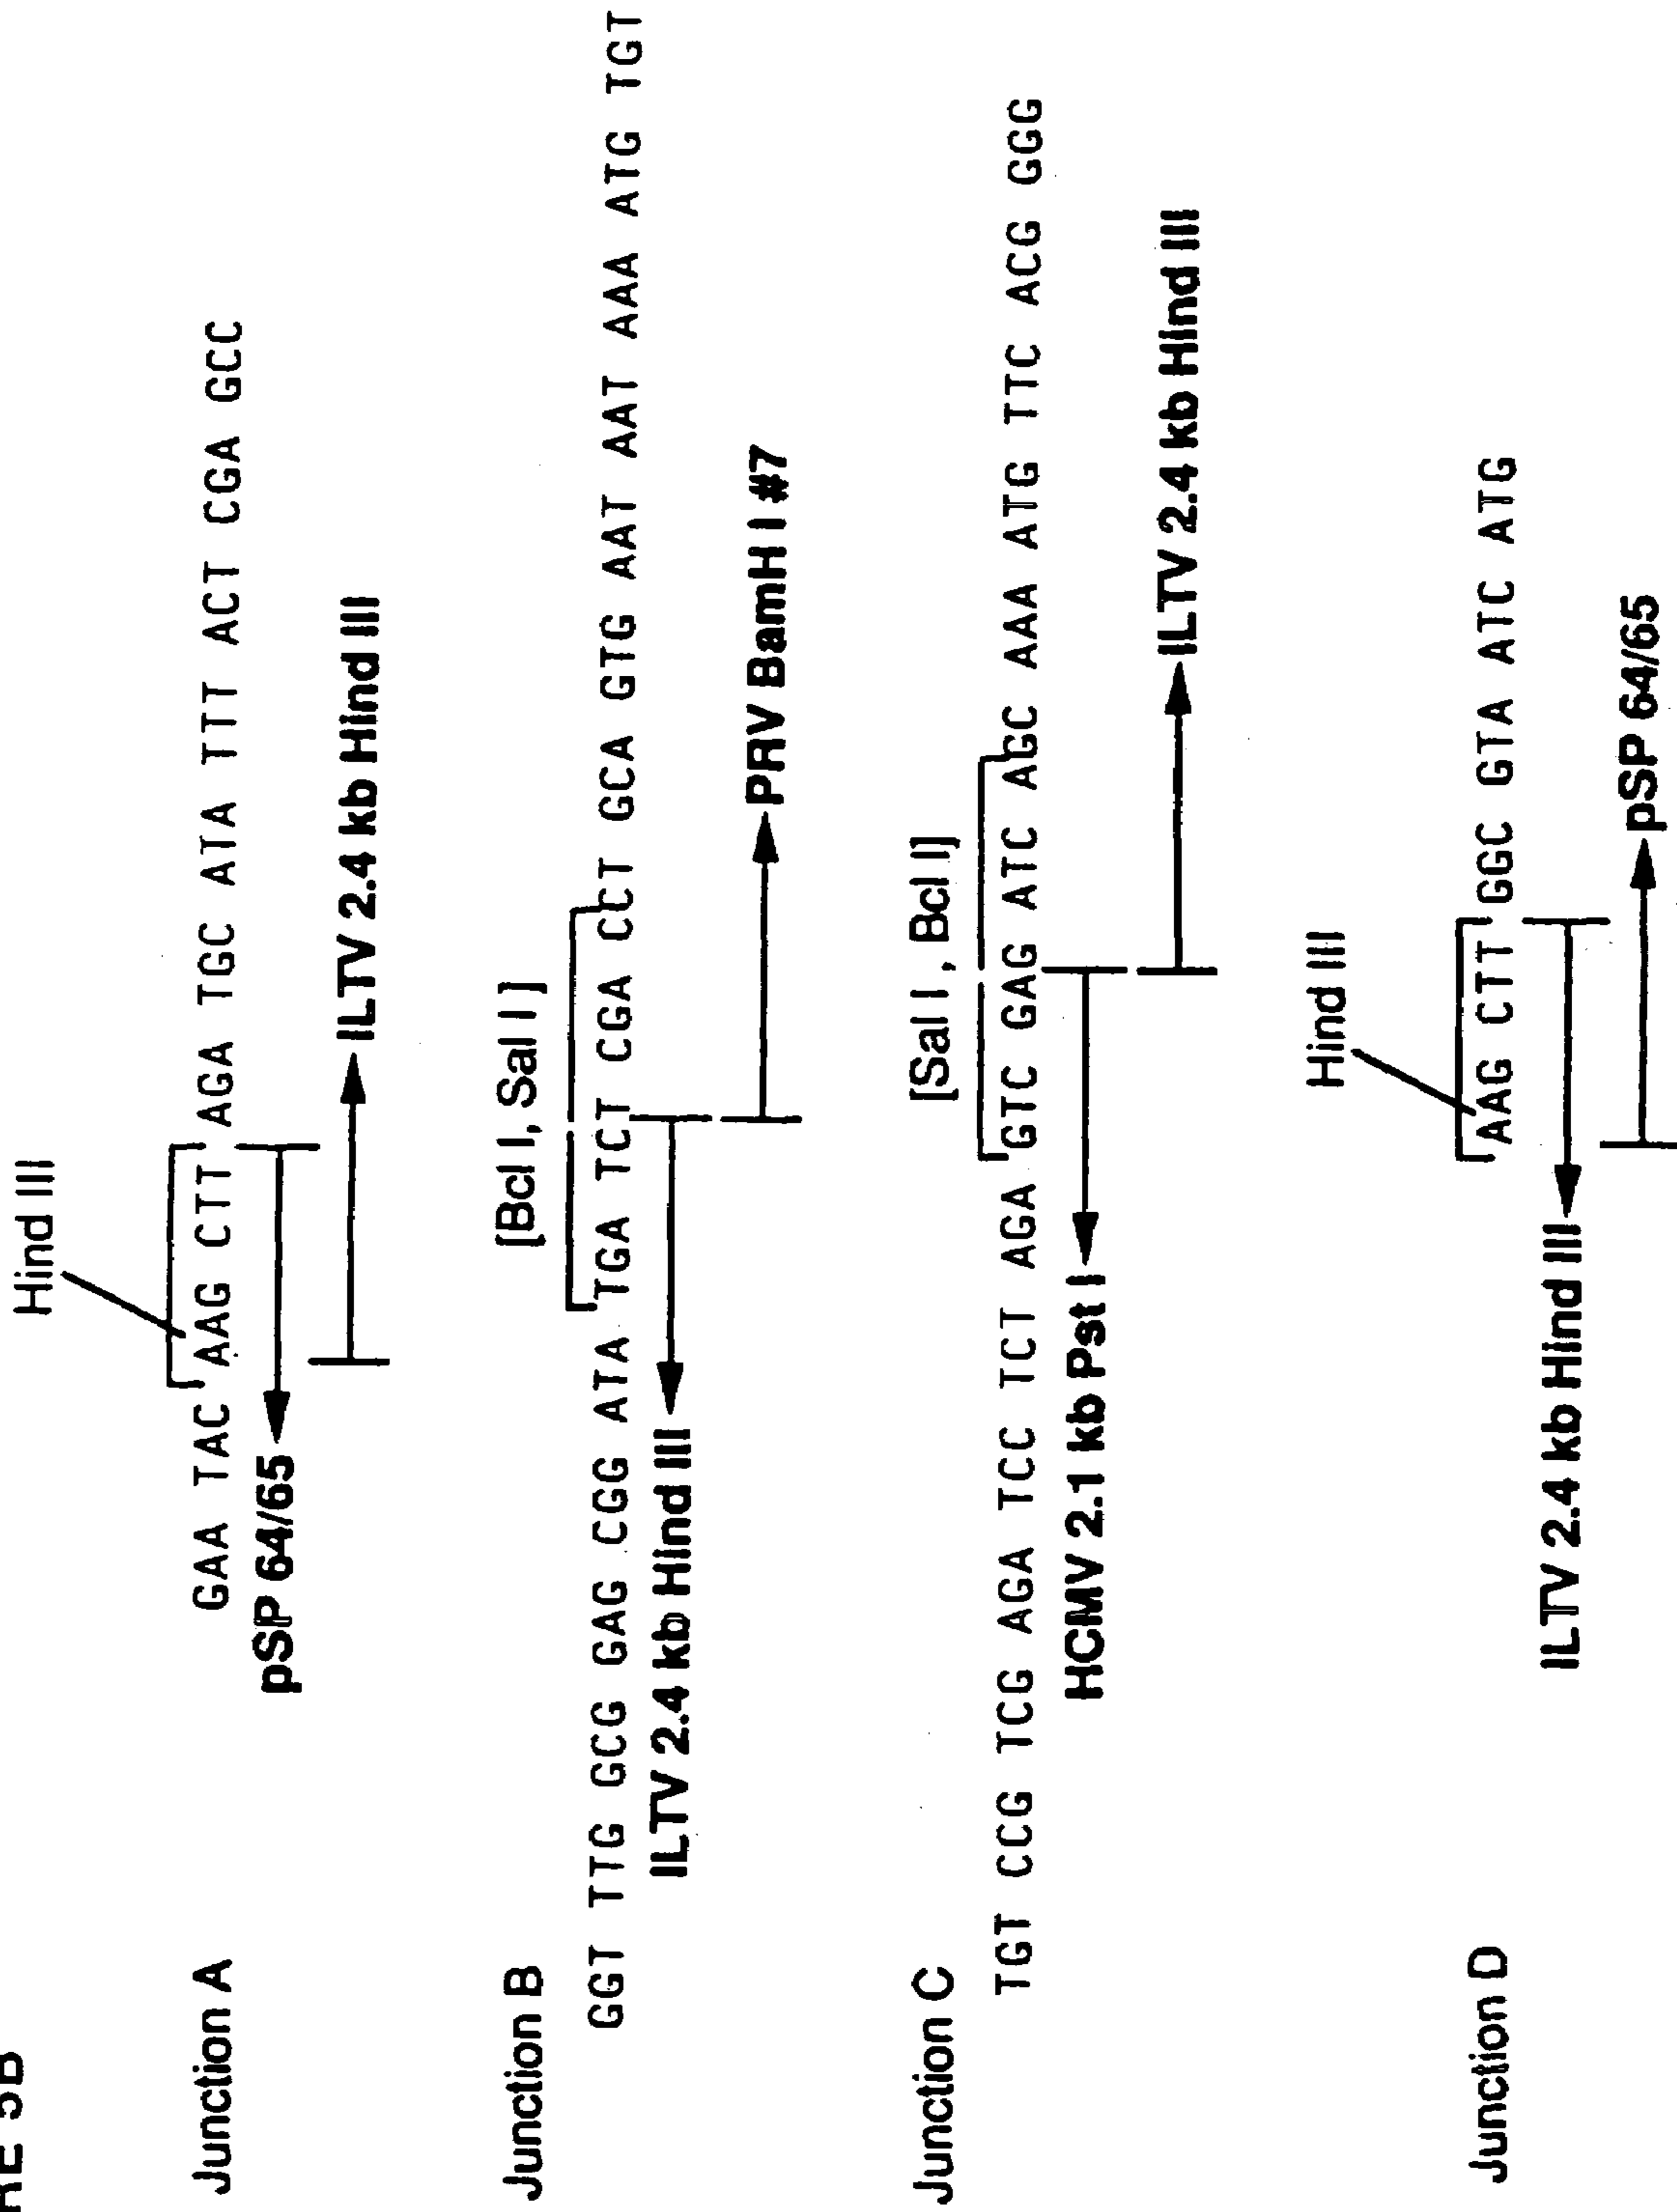 Hind III
Junction A
GAA TAC AAG CTT AGA TGC ATA TTT ACT CGA GCC
pSP 64/65
ILTV 2.4 kb Hind III
[Bcl I, Sal I]
Junction B
GGT TTG GCG GAG CGG ATA TGA TCT CGA CCT GCA GTG AAT AAT AAA ATG TGT
ILTV 2.4 kb Hind III
PRV BamH I #7
[Sal I, Bcl I]
Junction C
TGT CCG TCG AGA TCC TCT AGA GTC GAG ATC AGC AAA ATG TTC ACG GGG
HCMV 2.1 kb Pst I
ILTV 2.4 kb Hind III
Hind III
Junction D
AAG CTT GGC GTA ATC ATG
ILTV 2.4 kb Hind III
pSP 64/65